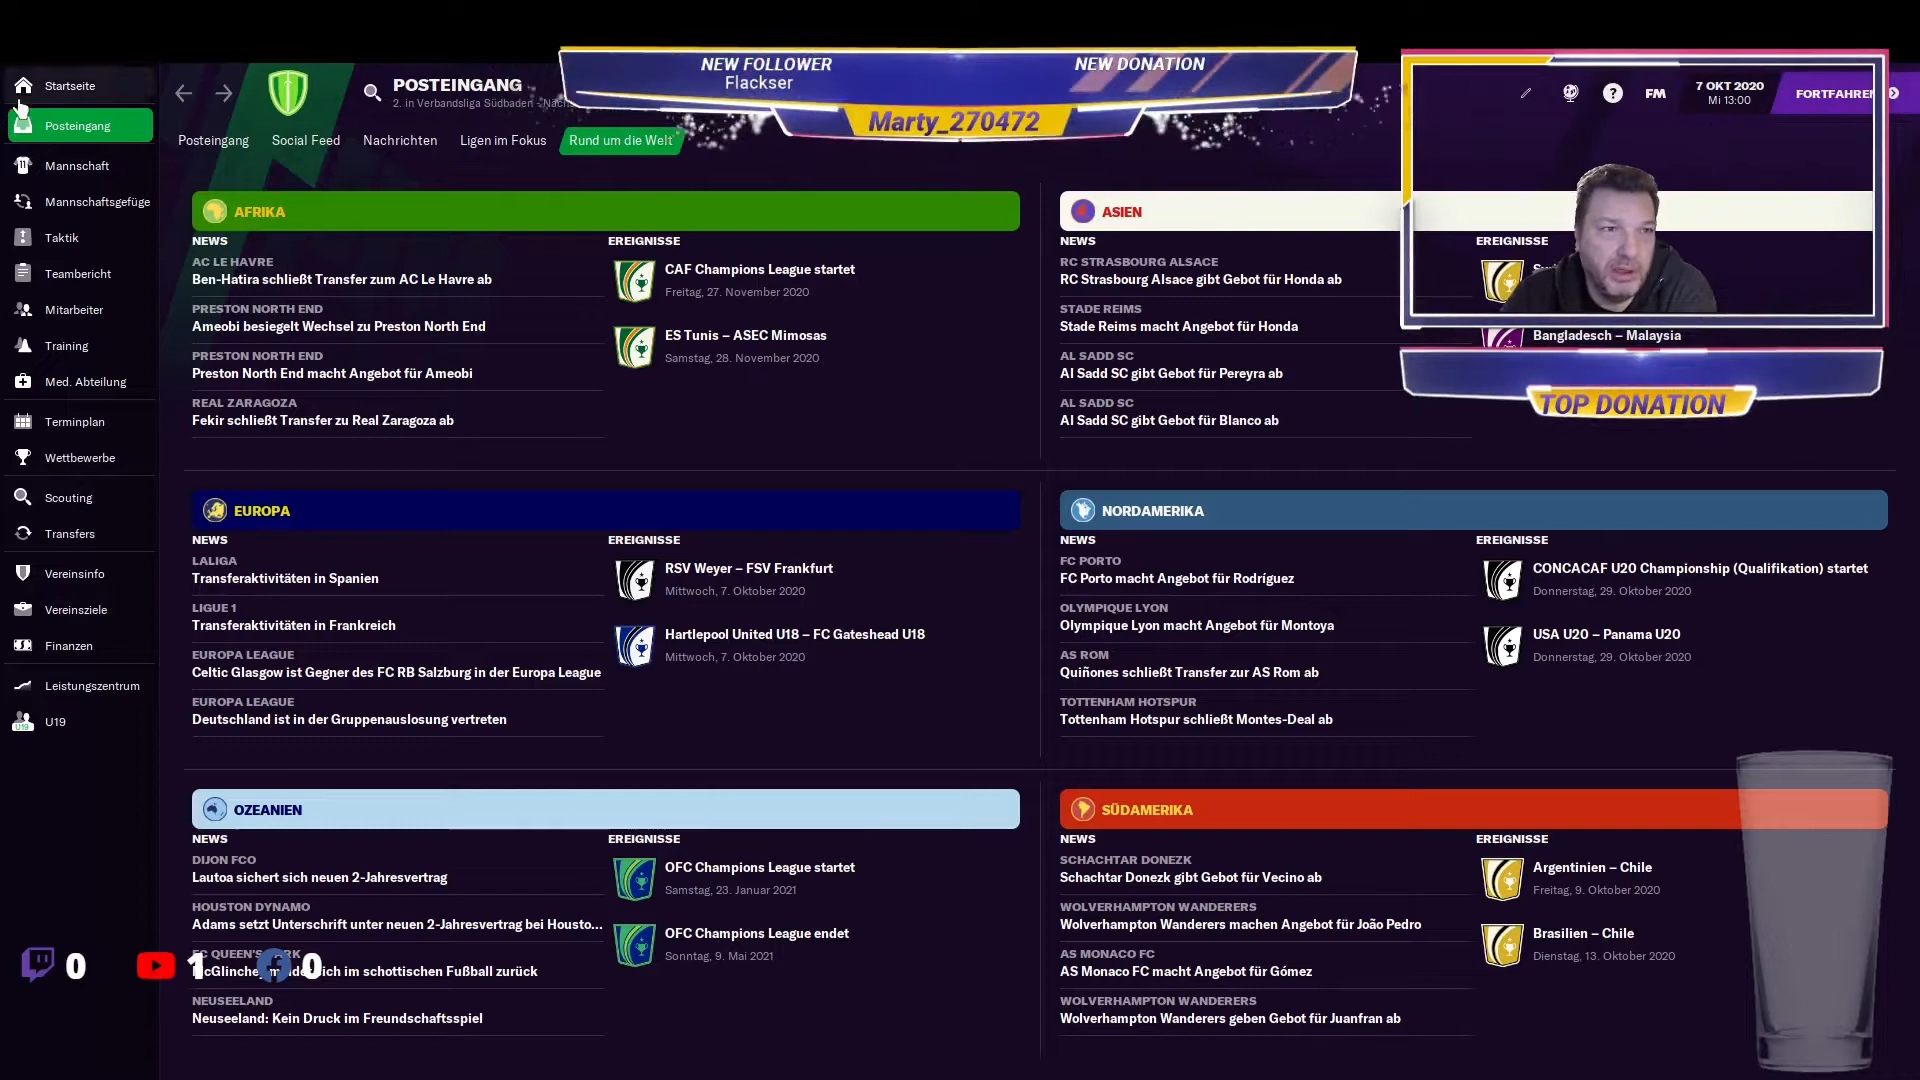 NEW FOLLOWER
Flackser
NEW DONATION
Marty_270472
Startseite
Posteingang
Mannschaft
Mannschaftsgefüge
Taktik
Teambericht
Mitarbeiter
Training
Med. Abteilung
Terminplan
Wettbewerbe
Scouting
Transfers
Vereinsinfo
Vereinsziele
Finanzen
Leistungszentrum
U19
U19
POSTEINGANG
2. in Verbandsliga Südbaden
?
FM
7 OKT 2020
Mi 13:00
FORTFAHREN
Posteingang
Social Feed
Nachrichten
Ligen im Fokus
Rund um die Welt
AFRIKA
NEWS
AC LE HAVRE
Ben-Hatira schließt Transfer zum AC Le Havre ab
PRESTON NORTH END
Ameobi besiegelt Wechsel zu Preston North End
PRESTON NORTH END
Preston North End macht Angebot für Ameobi
REAL ZARAGOZA
Fekir schließt Transfer zu Real Zaragoza ab
EREIGNISSE
CAF Champions League startet
Freitag, 27. November 2020
ES Tunis – ASEC Mimosas
Samstag, 28. November 2020
ASIEN
NEWS
RC STRASBOURG ALSACE
RC Strasbourg Alsace gibt Gebot für Honda ab
STADE REIMS
Stade Reims macht Angebot für Honda
AL SADD SC
Al Sadd SC gibt Gebot für Pereyra ab
AL SADD SC
Al Sadd SC gibt Gebot für Blanco ab
EREIGNISSE
Bangladesch – Malaysia
TOP DONATION
EUROPA
NEWS
LALIGA
Transferaktivitäten in Spanien
LIGUE 1
Transferaktivitäten in Frankreich
EUROPA LEAGUE
Celtic Glasgow ist Gegner des FC RB Salzburg in der Europa League
EUROPA LEAGUE
Deutschland ist in der Gruppenauslosung vertreten
EREIGNISSE
RSV Weyer – FSV Frankfurt
Mittwoch, 7. Oktober 2020
Hartlepool United U18 – FC Gateshead U18
Mittwoch, 7. Oktober 2020
NORDAMERIKA
NEWS
FC PORTO
FC Porto macht Angebot für Rodríguez
OLYMPIQUE LYON
Olympique Lyon macht Angebot für Montoya
AS ROM
Quiñones schließt Transfer zur AS Rom ab
TOTTENHAM HOTSPUR
Tottenham Hotspur schließt Montes-Deal ab
EREIGNISSE
CONCACAF U20 Championship (Qualifikation) startet
Donnerstag, 29. Oktober 2020
USA U20 – Panama U20
Donnerstag, 29. Oktober 2020
OZEANIEN
NEWS
DIJON FCO
Lautoa sichert sich neuen 2-Jahresvertrag
HOUSTON DYNAMO
Adams setzt Unterschrift unter neuen 2-Jahresvertrag bei Housto...
FC QUEEN'S
sich im schottischen Fußball zurück
NEUSEELAND
Neuseeland: Kein Druck im Freundschaftsspiel
EREIGNISSE
OFC Champions League startet
Samstag, 23. Januar 2021
OFC Champions League endet
Sonntag, 9. Mai 2021
SÜDAMERIKA
NEWS
SCHACHTAR DONEZK
Schachtar Donezk gibt Gebot für Vecino ab
WOLVERHAMPTON WANDERERS
Wolverhampton Wanderers machen Angebot für João Pedro
AS MONACO FC
AS Monaco FC macht Angebot für Gómez
WOLVERHAMPTON WANDERERS
Wolverhampton Wanderers geben Gebot für Juanfran ab
EREIGNISSE
Argentinien – Chile
Freitag, 9. Oktober 2020
Brasilien – Chile
Dienstag, 13. Oktober 2020
0
1
0